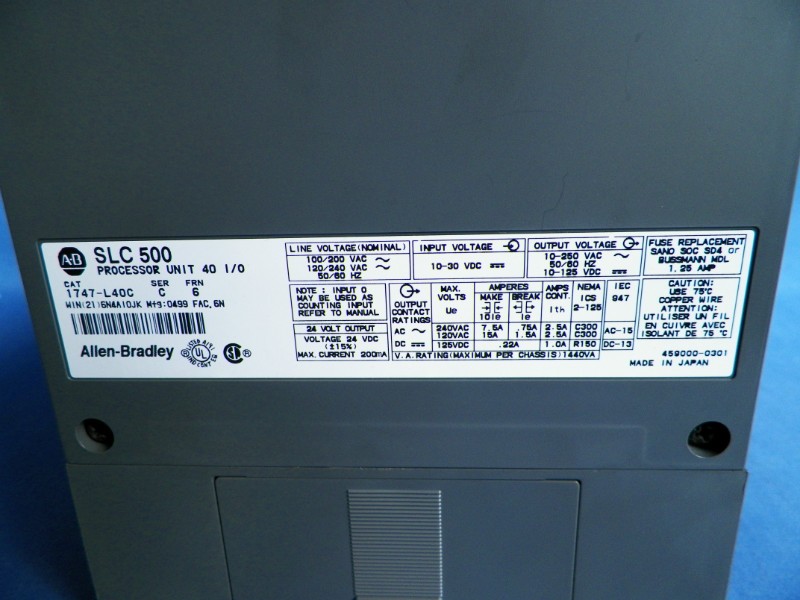 A-B SLC 500
PROCESSOR UNIT 40 I/O
CAT SER FRN
1747-L40C C 6
FAC.6N
Allen-Bradley
LINE VOLTAGE(NOMINAL)
100/200 VAC ~
120/240 VAC ~
50/60 HZ
NOTE: INPUT 0
MAY BE USED AS
COUNTING INPUT
REFER TO MANUAL
24 VOLT OUTPUT
VOLTAGE 24 VDC
(±15%)
MAX. CURRENT 200mA
INPUT VOLTAGE
10-30 VDC
OUTPUT VOLTAGE
10-250 VAC ~
50/60 HZ
10-125 VDC
OUTPUT
CONTACT
RATINGS
MAX. VOLTS Ue
AMPERES
MAKE BREAK
Ie
AMPS CONT. Ith
NEMA ICS 2-125
IEC 947
AC ~ 240VAC 7.5A .75A 2.5A C300 AC-15
120VAC 15A 1.5A 2.5A C300
DC 125VDC .22A 1.0A R150 DC-13
V.A.RATING(MAXIMUM PER CHASSIS)1440VA
FUSE REPLACEMENT
SANO SOC SD4 or
BUSSMANN MDL
1.25 AMP
CAUTION:
USE 75°C
COPPER WIRE
ATTENTION:
UTILISER UN FIL
EN CUIVRE AVEC
ISOLANT DE 75 °C
459000-0301
MADE IN JAPAN